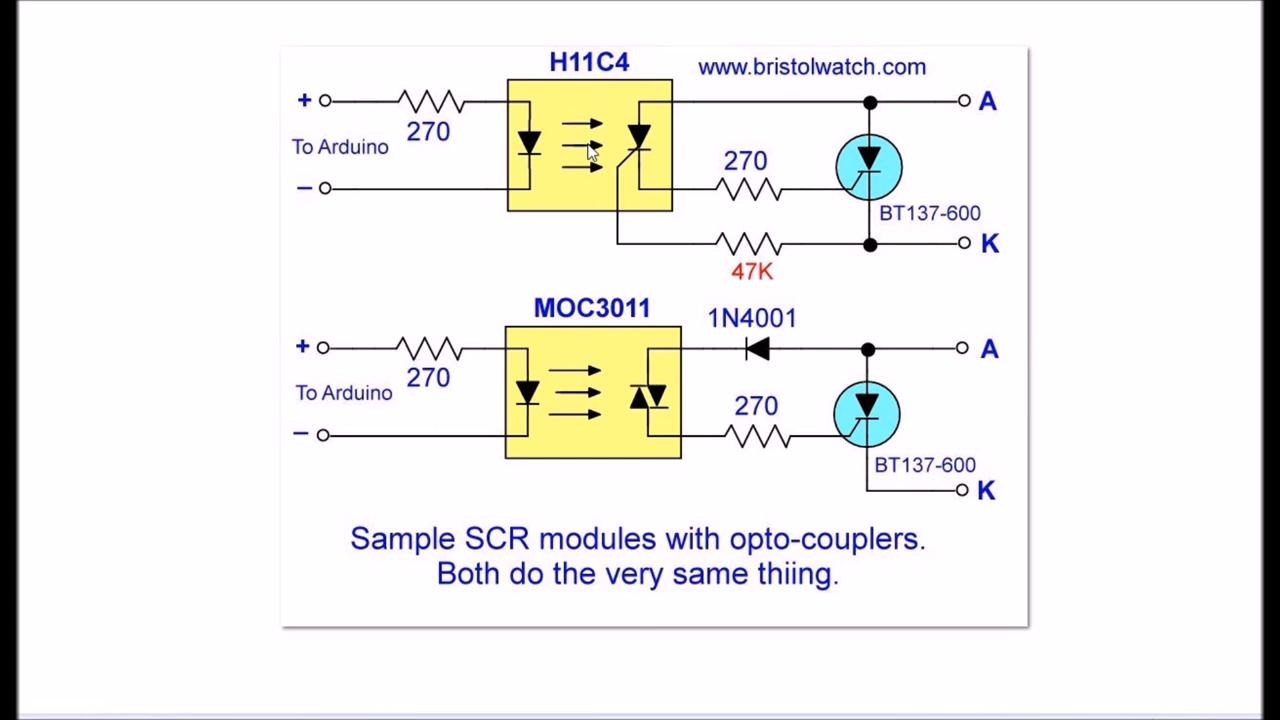 H11C4
www.bristolwatch.com
+
A
270
To Arduino
270
–
BT137-600
K
47K
MOC3011
1N4001
+
A
270
To Arduino
270
–
BT137-600
K
Sample SCR modules with opto-couplers.
Both do the very same thiing.